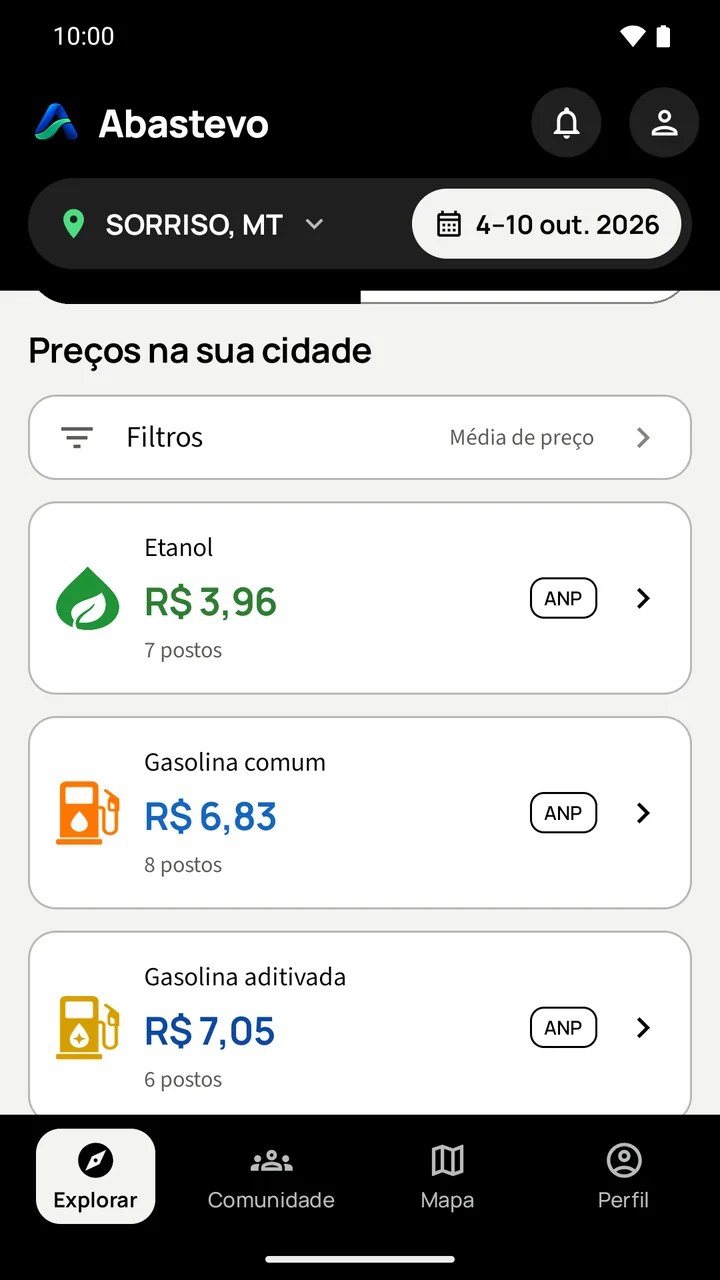 10:00
Abastevo
SORRISO, MT
4–10 out. 2026
Preços na sua cidade
Filtros
Média de preço
Etanol
R$ 3,96
7 postos
ANP
Gasolina comum
R$ 6,83
8 postos
ANP
Gasolina aditivada
R$ 7,05
6 postos
ANP
Explorar
Comunidade
Mapa
Perfil